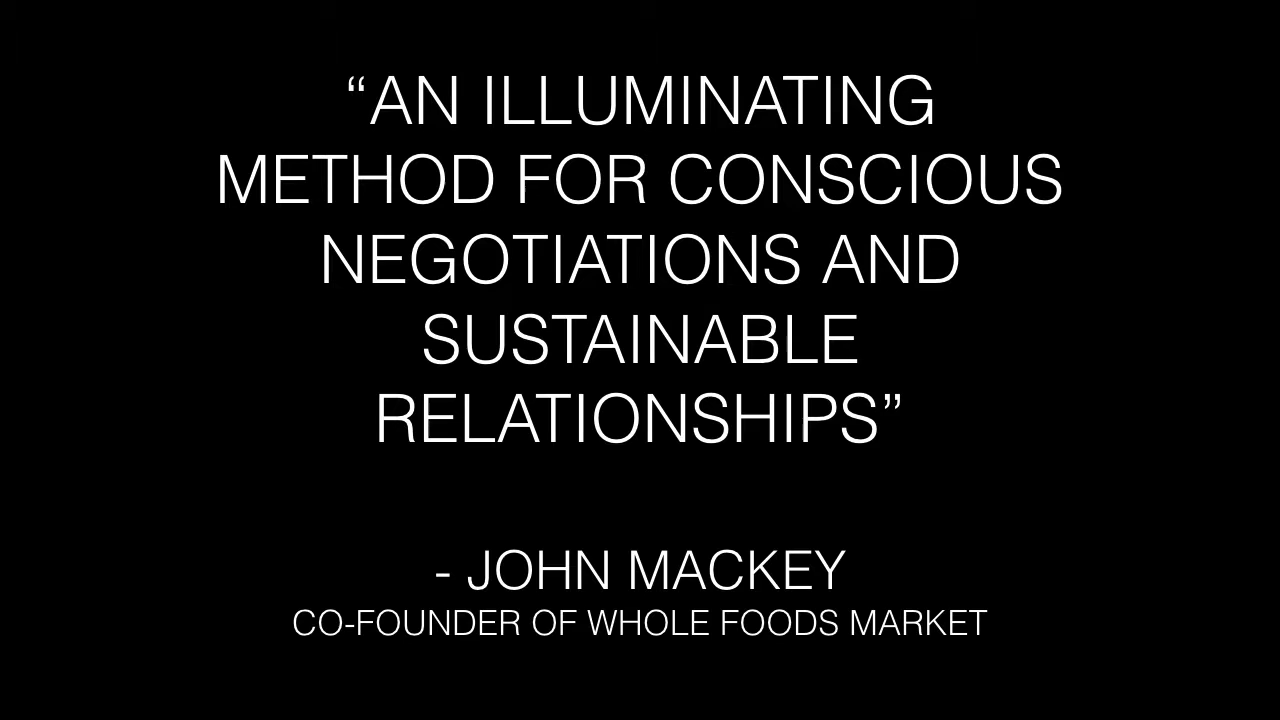 “AN ILLUMINATING
METHOD FOR CONSCIOUS
NEGOTIATIONS AND
SUSTAINABLE
RELATIONSHIPS”
- JOHN MACKEY
CO-FOUNDER OF WHOLE FOODS MARKET